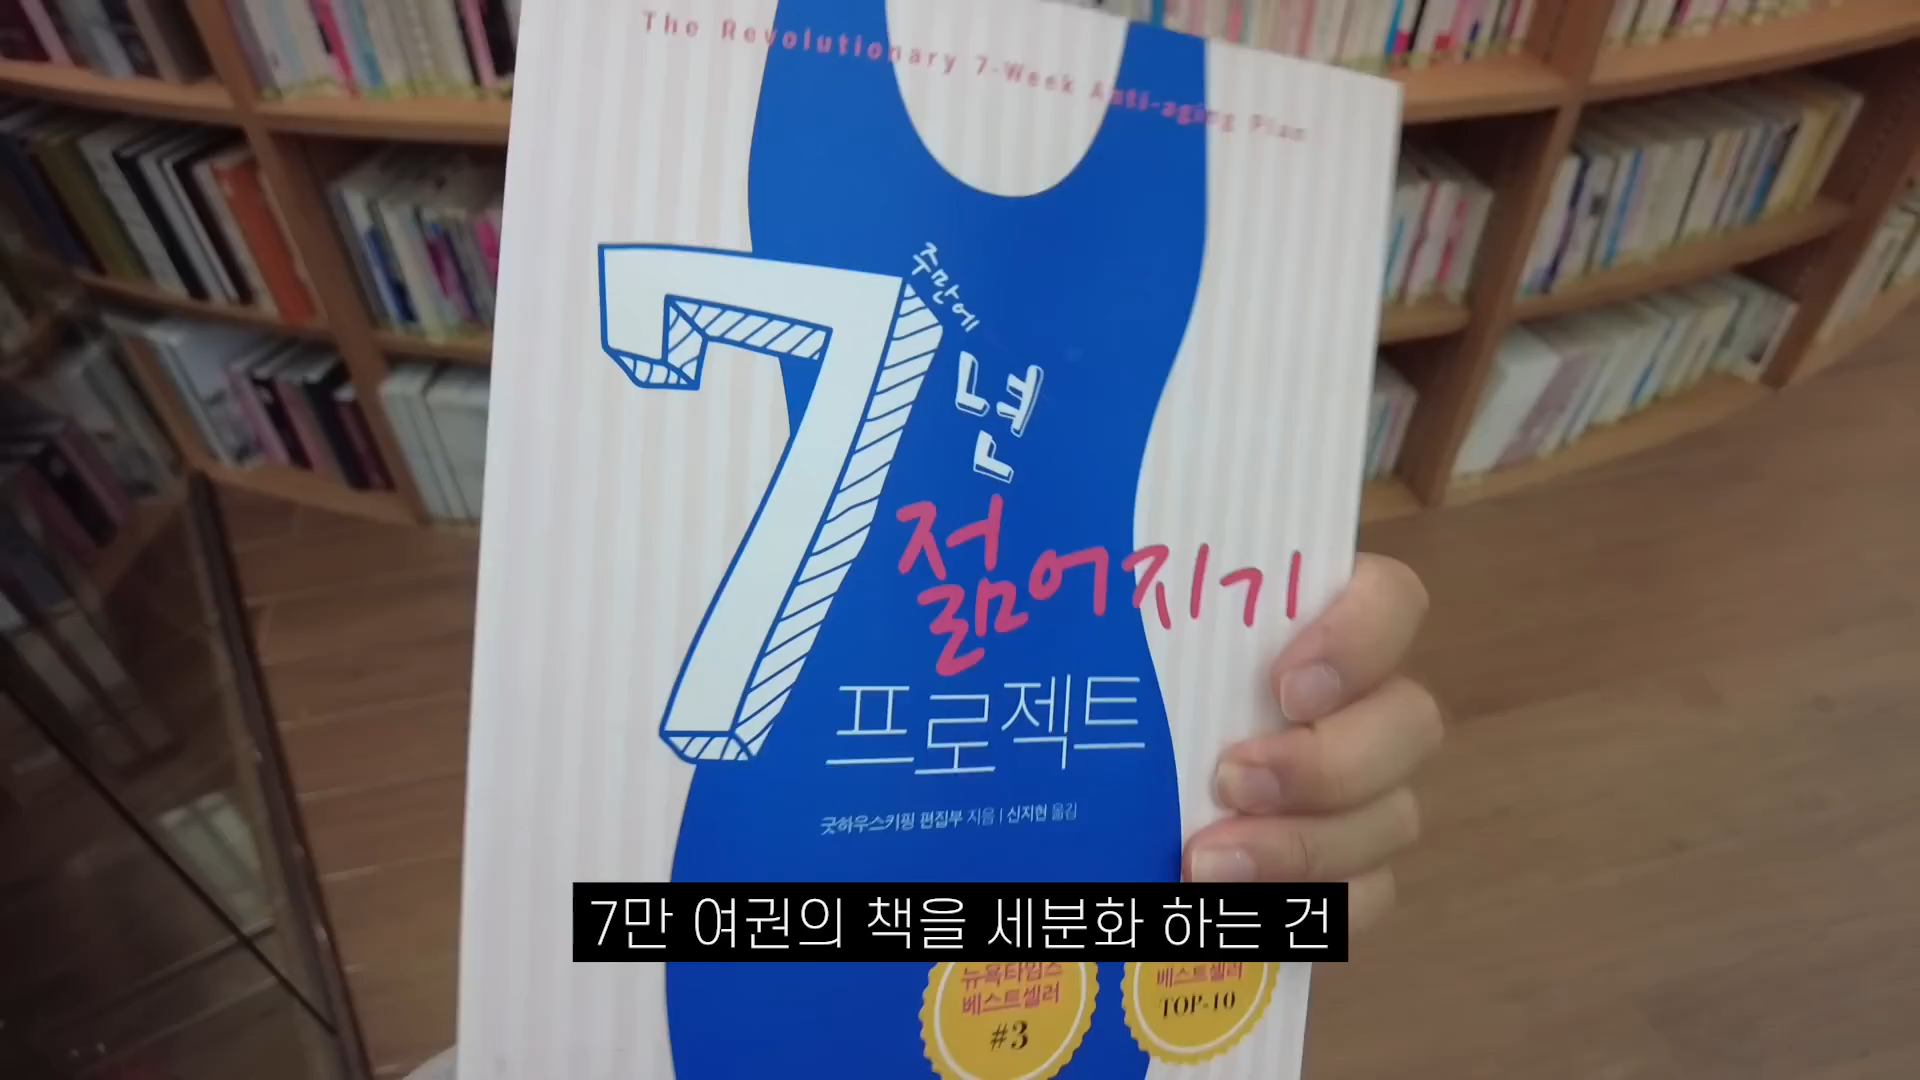 The Revolutionary 7-Week Anti-aging Plan
7
주만에
년
젊어지기
프로젝트
굿하우스키핑 편집부 지음 | 신지현 옮김
7만 여권의 책을 세분화 하는 건
뉴욕타임즈
베스트셀러
#3
베스트셀러
TOP-10